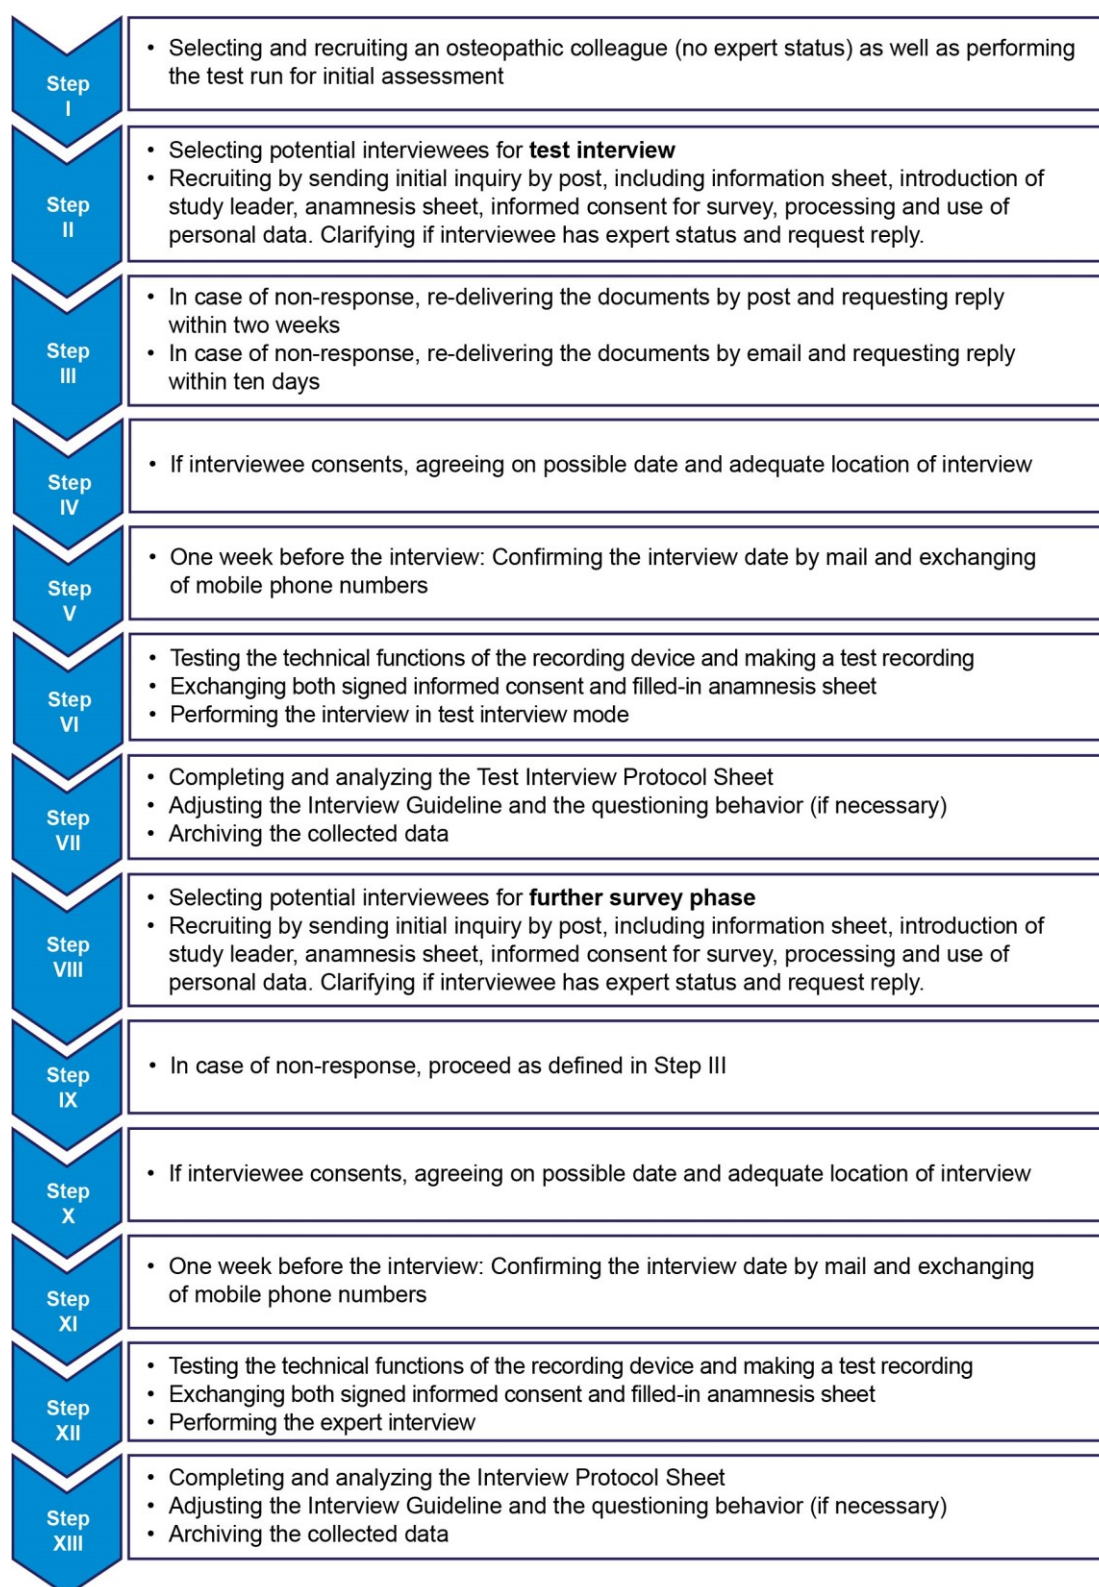 Step
I
• Selecting and recruiting an osteopathic colleague (no expert status) as well as performing
the test run for initial assessment
Step
II
• Selecting potential interviewees for test interview
• Recruiting by sending initial inquiry by post, including information sheet, introduction of
study leader, anamnesis sheet, informed consent for survey, processing and use of
personal data. Clarifying if interviewee has expert status and request reply.
Step
III
• In case of non-response, re-delivering the documents by post and requesting reply
within two weeks
• In case of non-response, re-delivering the documents by email and requesting reply
within ten days
Step
IV
• If interviewee consents, agreeing on possible date and adequate location of interview
Step
V
• One week before the interview: Confirming the interview date by mail and exchanging
of mobile phone numbers
Step
VI
• Testing the technical functions of the recording device and making a test recording
• Exchanging both signed informed consent and filled-in anamnesis sheet
• Performing the interview in test interview mode
Step
VII
• Completing and analyzing the Test Interview Protocol Sheet
• Adjusting the Interview Guideline and the questioning behavior (if necessary)
• Archiving the collected data
Step
VIII
• Selecting potential interviewees for further survey phase
• Recruiting by sending initial inquiry by post, including information sheet, introduction of
study leader, anamnesis sheet, informed consent for survey, processing and use of
personal data. Clarifying if interviewee has expert status and request reply.
Step
IX
• In case of non-response, proceed as defined in Step III
Step
X
• If interviewee consents, agreeing on possible date and adequate location of interview
Step
XI
• One week before the interview: Confirming the interview date by mail and exchanging
of mobile phone numbers
Step
XII
• Testing the technical functions of the recording device and making a test recording
• Exchanging both signed informed consent and filled-in anamnesis sheet
• Performing the expert interview
Step
XIII
• Completing and analyzing the Interview Protocol Sheet
• Adjusting the Interview Guideline and the questioning behavior (if necessary)
• Archiving the collected data